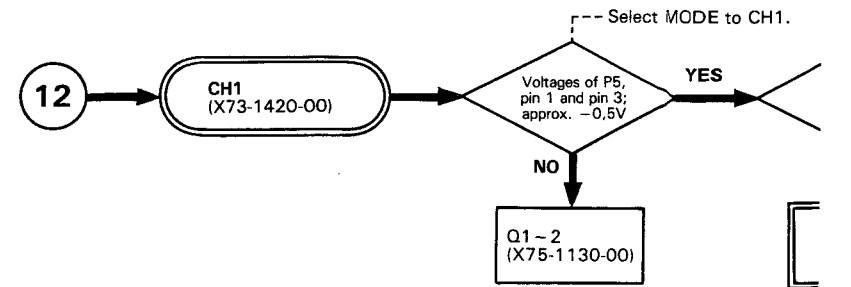 Select MODE to CH1.
12
CH1
(X73-1420-00)
Voltages of P5,
pin 1 and pin 3;
approx. −0,5V
YES
NO
Q1~2
(X75-1130-00)